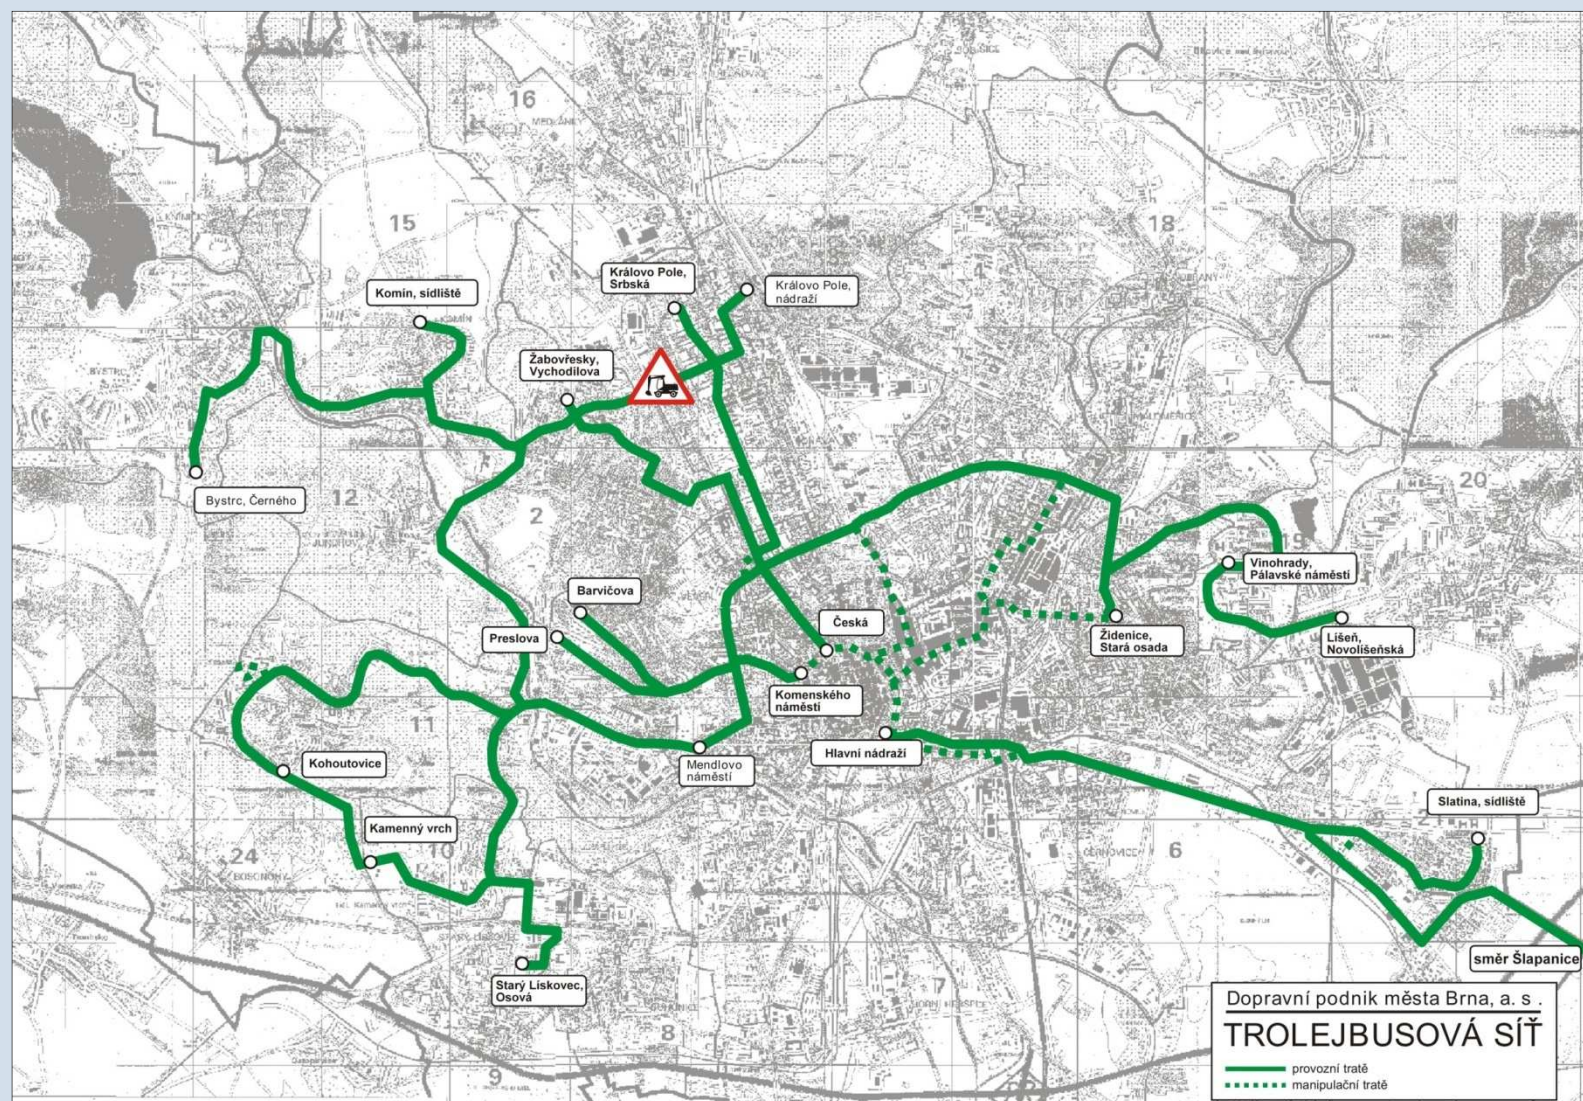 16
15
18
Královo Pole,
Srbská
Královo Pole,
nádraží
Komín, sídliště
KOMÍN
Žabovřesky,
Vychodilova
Bystrc, Černého
12
2
20
19
Vinohrady,
Pálavské náměstí
Barvičova
Česká
Preslova
Židenice,
Stará osada
Líšeň,
Novolíšeňská
Komenského
náměstí
11
Hlavní nádraží
Kohoutovice
Mendlovo
náměstí
Slatina, sídliště
Kamenný vrch
24
10
6
ČERNOVICE
BOSONOHY
Starý Lískovec,
Osová
směr Šlapanice
7
8
9
Dopravní podnik města Brna, a. s .
TROLEJBUSOVÁ SÍŤ
provozní tratě
manipulační tratě